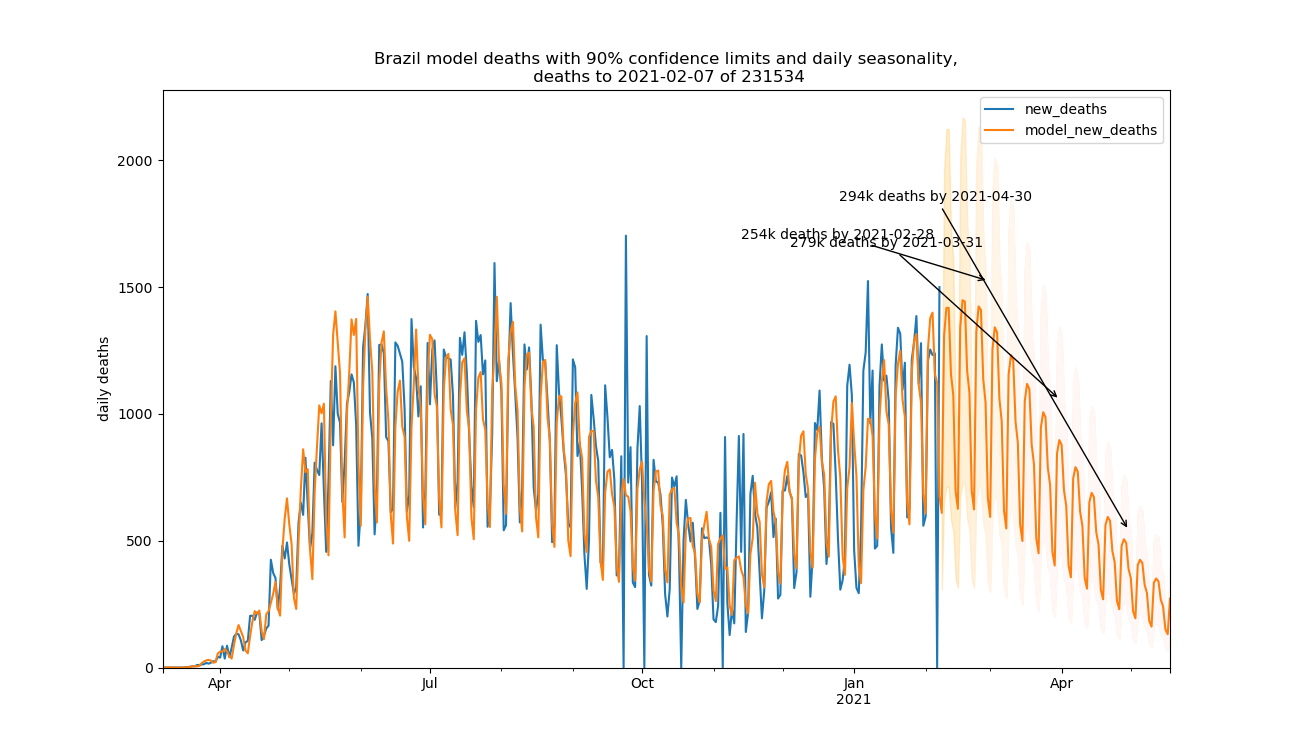 Brazil model deaths with 90% confidence limits and daily seasonality,
deaths to 2021-02-07 of 231534
new_deaths
model_new_deaths
2000
294k deaths by 2021-04-30
254k deaths by 2021-02-28
279k deaths by 2021-03-31
1500
daily deaths
1000
500
0
Apr
Jul
Oct
Jan
2021
Apr